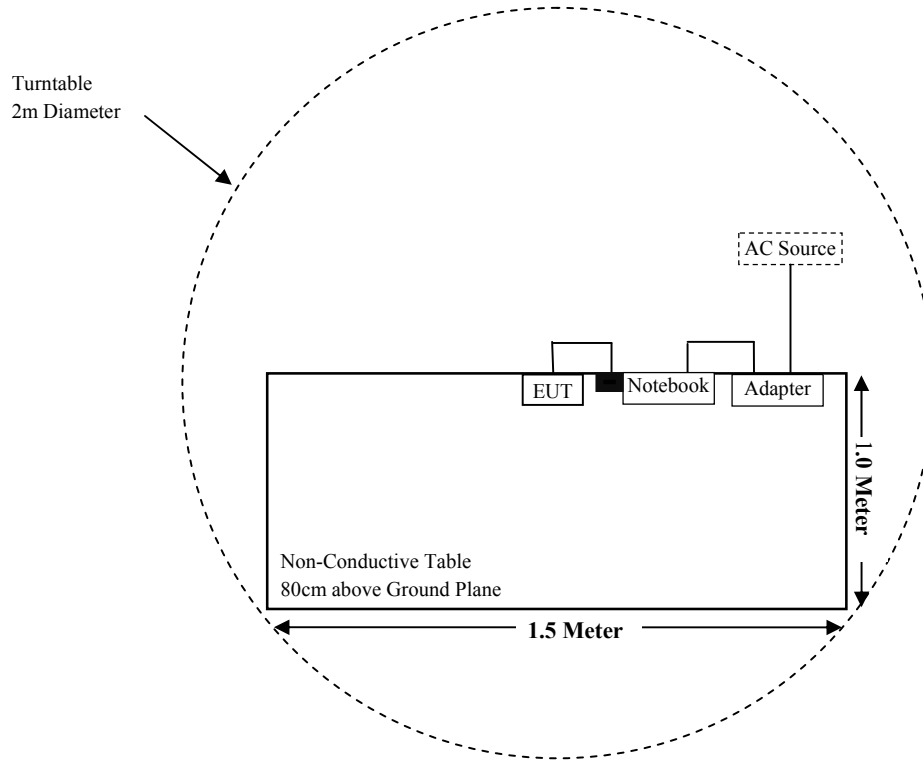 Turntable
2m Diameter
AC Source
EUT
Notebook
Adapter
1.0 Meter
Non-Conductive Table
80cm above Ground Plane
1.5 Meter